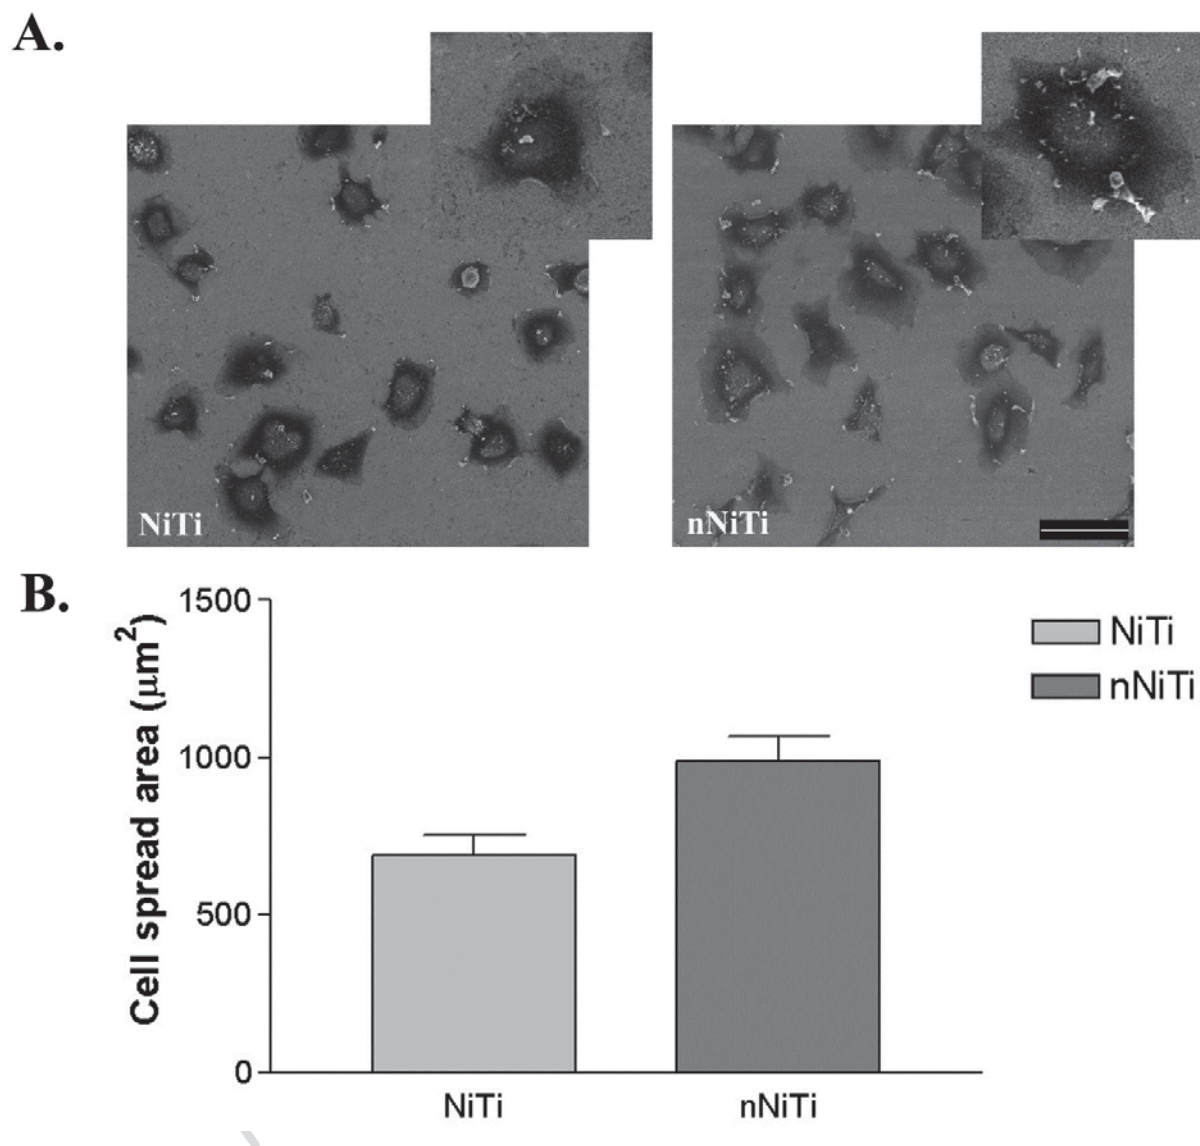 A.
NiTi
nNiTi
B.
Cell spread area (μm²)
1500
1000
500
0
NiTi
nNiTi
NiTi
nNiTi